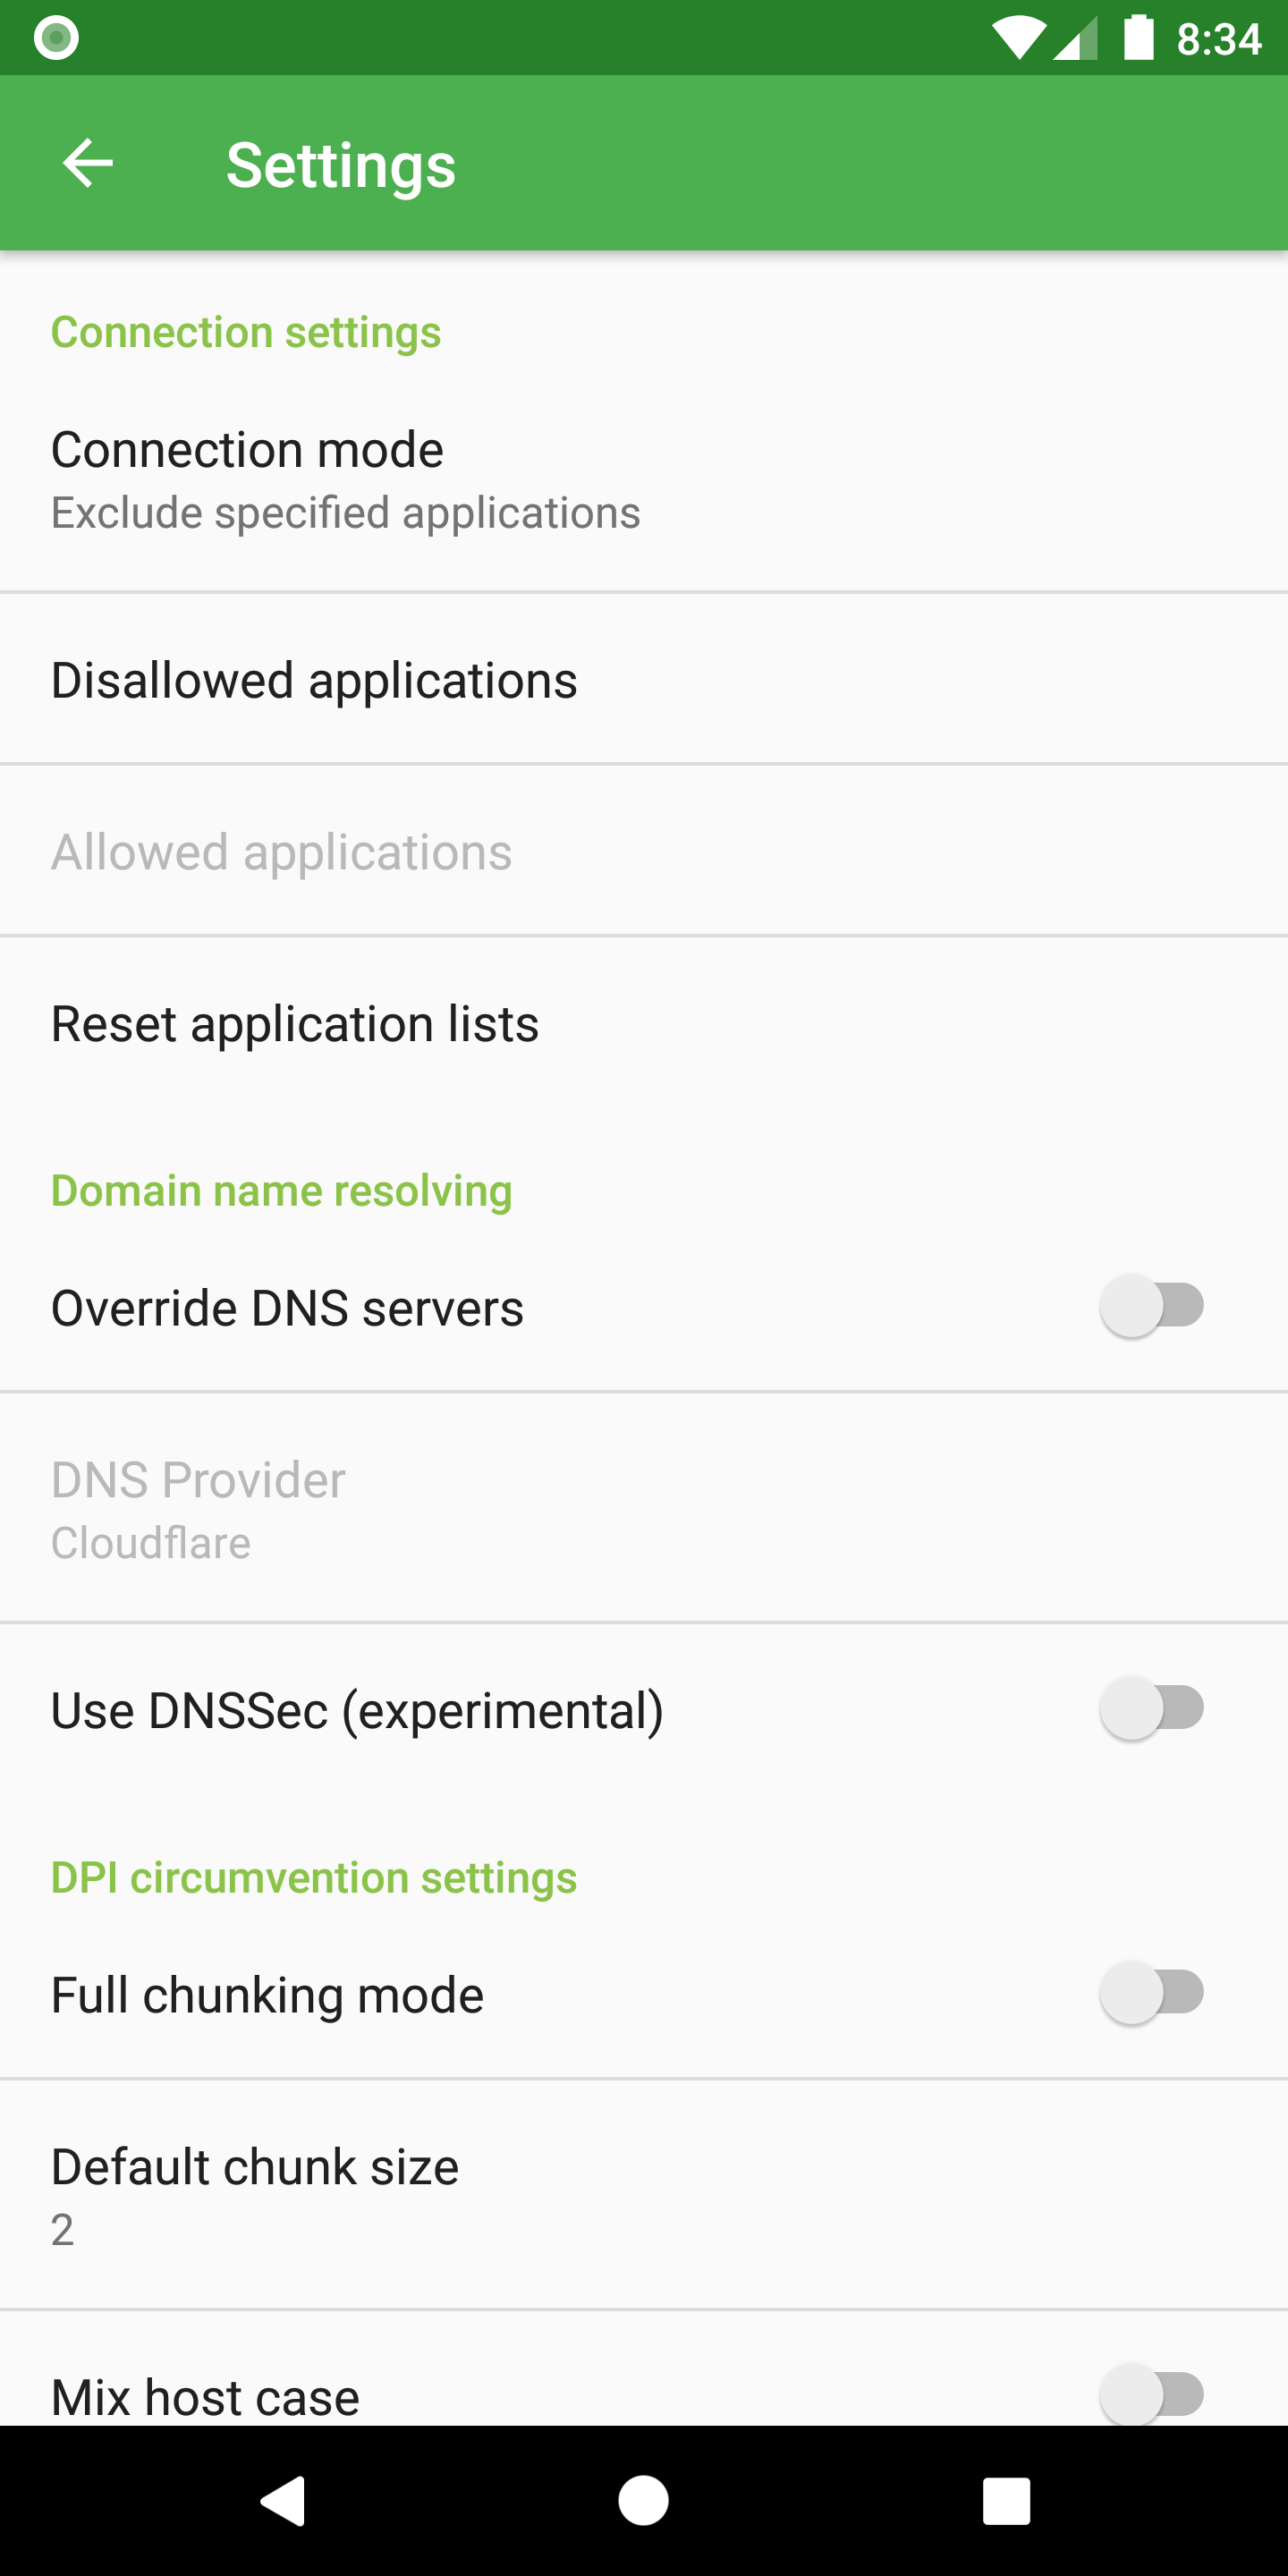 8:34
Settings
Connection settings
Connection mode
Exclude specified applications
Disallowed applications
Allowed applications
Reset application lists
Domain name resolving
Override DNS servers
DNS Provider
Cloudflare
Use DNSSec (experimental)
DPI circumvention settings
Full chunking mode
Default chunk size
2
Mix host case